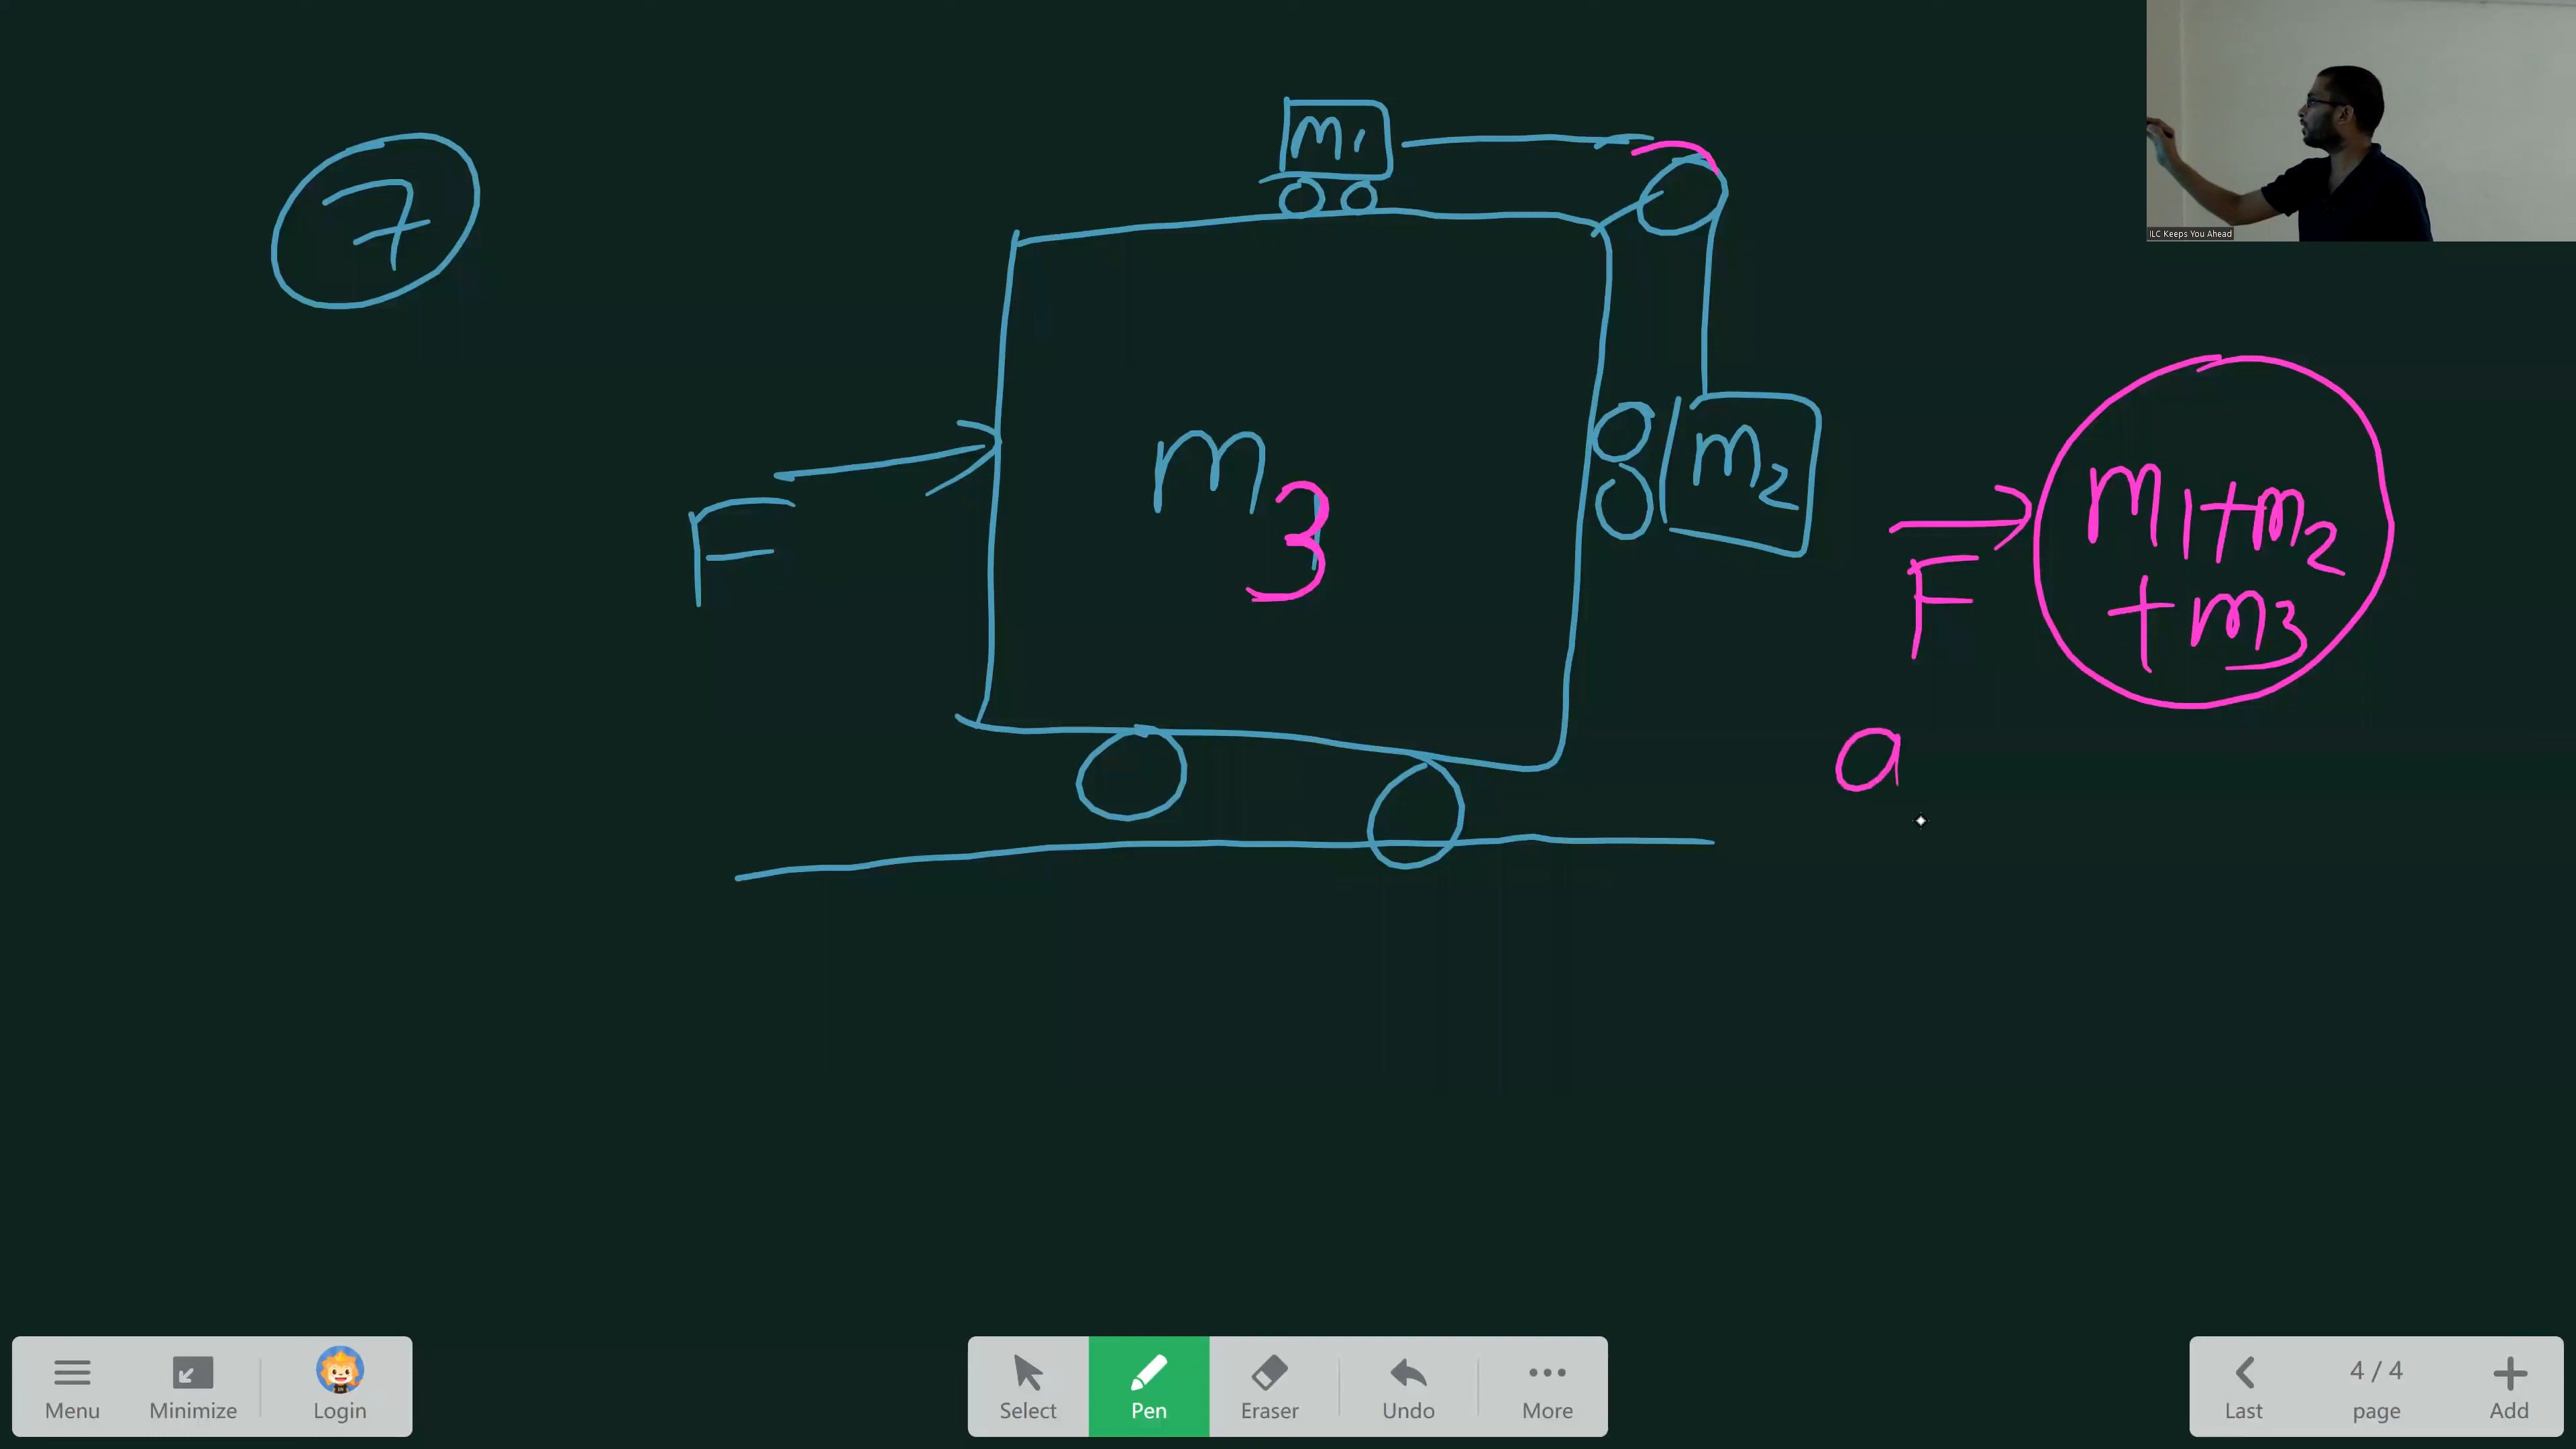 7
m1
ILC Keeps You Ahead
F
m3
m2
F
m1+m2
+m3
a
Menu
Minimize
Login
Select
Pen
Eraser
Undo
More
Last
4 / 4
page
Add